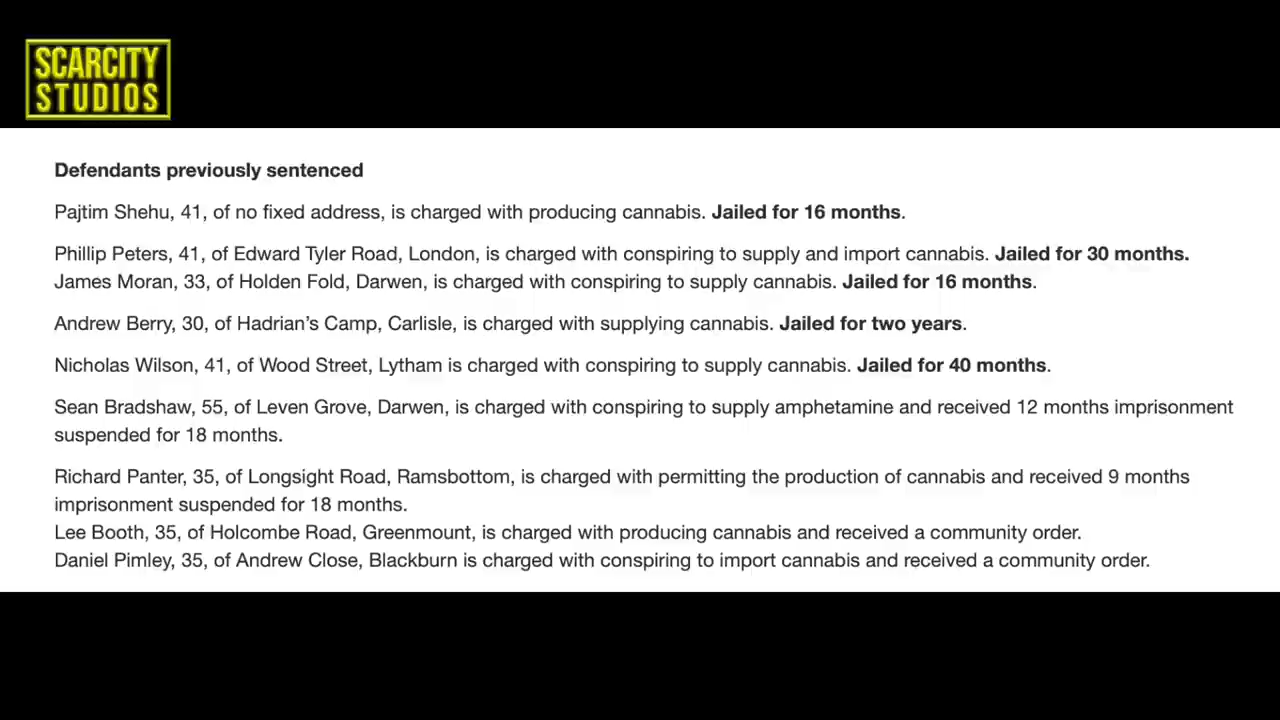 SCARCITY
STUDIOS
Defendants previously sentenced
Pajtim Shehu, 41, of no fixed address, is charged with producing cannabis. Jailed for 16 months.
Phillip Peters, 41, of Edward Tyler Road, London, is charged with conspiring to supply and import cannabis. Jailed for 30 months.
James Moran, 33, of Holden Fold, Darwen, is charged with conspiring to supply cannabis. Jailed for 16 months.
Andrew Berry, 30, of Hadrian’s Camp, Carlisle, is charged with supplying cannabis. Jailed for two years.
Nicholas Wilson, 41, of Wood Street, Lytham is charged with conspiring to supply cannabis. Jailed for 40 months.
Sean Bradshaw, 55, of Leven Grove, Darwen, is charged with conspiring to supply amphetamine and received 12 months imprisonment
suspended for 18 months.
Richard Panter, 35, of Longsight Road, Ramsbottom, is charged with permitting the production of cannabis and received 9 months
imprisonment suspended for 18 months.
Lee Booth, 35, of Holcombe Road, Greenmount, is charged with producing cannabis and received a community order.
Daniel Pimley, 35, of Andrew Close, Blackburn is charged with conspiring to import cannabis and received a community order.